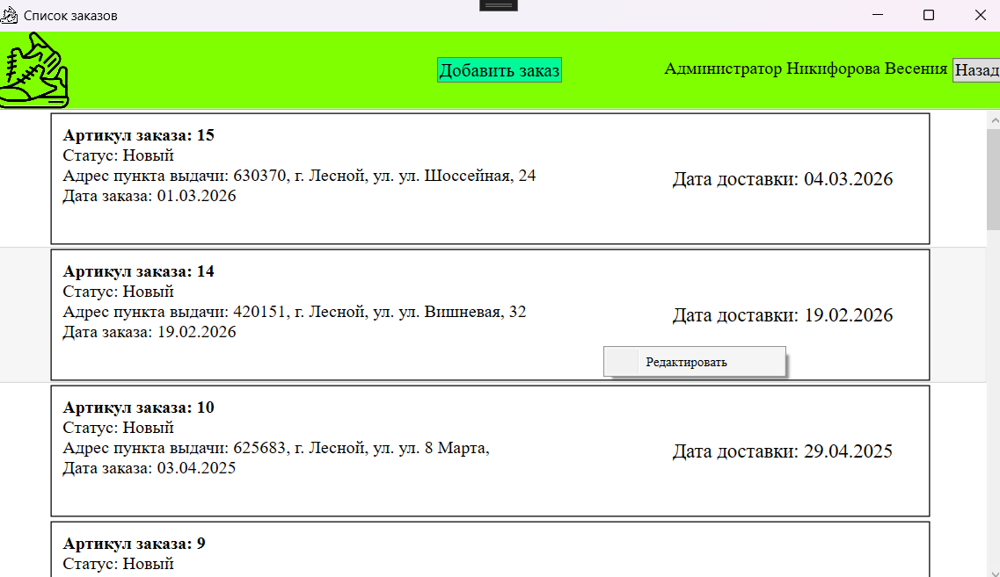 Список заказов
Добавить заказ
Администратор Никифорова Весения
Назад
Артикул заказа: 15
Статус: Новый
Адрес пункта выдачи: 630370, г. Лесной, ул. ул. Шоссейная, 24
Дата заказа: 01.03.2026
Дата доставки: 04.03.2026
Артикул заказа: 14
Статус: Новый
Адрес пункта выдачи: 420151, г. Лесной, ул. ул. Вишневая, 32
Дата заказа: 19.02.2026
Дата доставки: 19.02.2026
Редактировать
Артикул заказа: 10
Статус: Новый
Адрес пункта выдачи: 625683, г. Лесной, ул. ул. 8 Марта,
Дата заказа: 03.04.2025
Дата доставки: 29.04.2025
Артикул заказа: 9
Статус: Новый